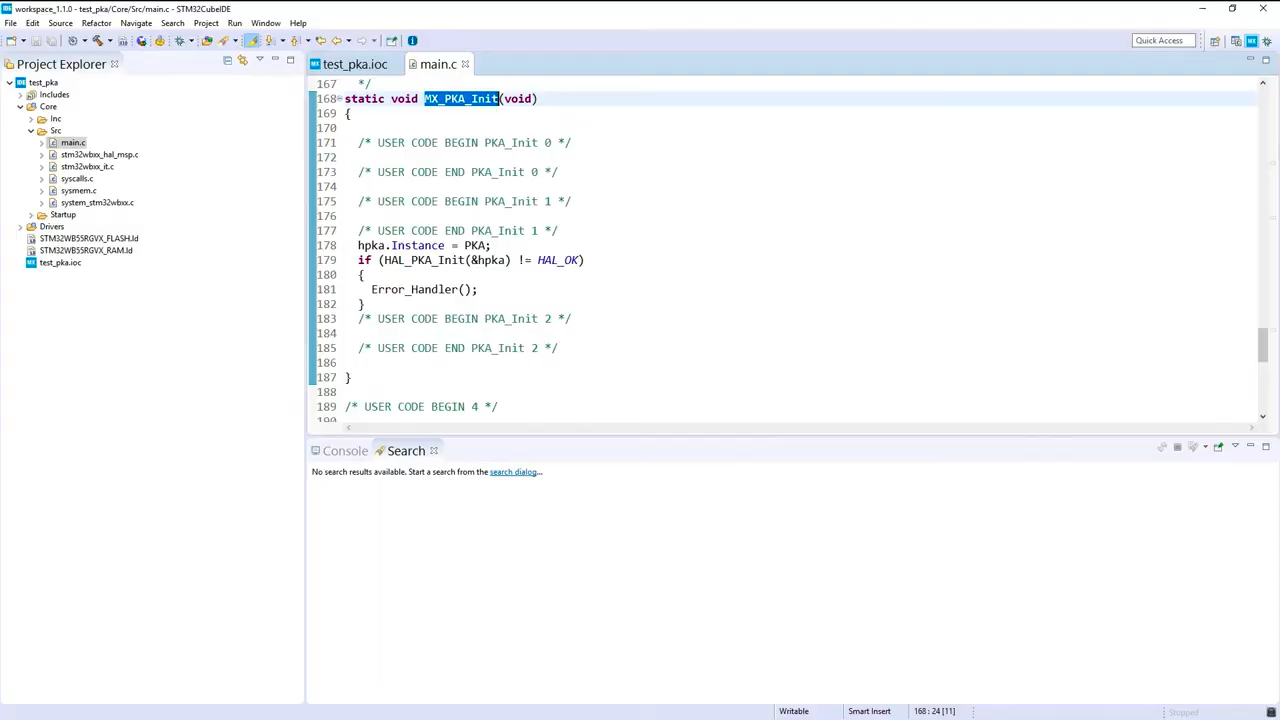 workspace_1.1.0 - test_pka/Core/Src/main.c - STM32CubeIDE
File Edit Source Refactor Navigate Search Project Run Window Help
Quick Access
Project Explorer
test_pka
Includes
Core
Inc
Src
main.c
stm32wbxx_hal_msp.c
stm32wbxx_it.c
syscalls.c
sysmem.c
system_stm32wbxx.c
Startup
Drivers
STM32WB55RGVX_FLASH.ld
STM32WB55RGVX_RAM.ld
test_pka.ioc
test_pka.ioc main.c
167 */
168 static void MX_PKA_Init(void)
169 {
170
171 /* USER CODE BEGIN PKA_Init 0 */
172
173 /* USER CODE END PKA_Init 0 */
174
175 /* USER CODE BEGIN PKA_Init 1 */
176
177 /* USER CODE END PKA_Init 1 */
178 hpka.Instance = PKA;
179 if (HAL_PKA_Init(&hpka) != HAL_OK)
180 {
181 Error_Handler();
182 }
183 /* USER CODE BEGIN PKA_Init 2 */
184
185 /* USER CODE END PKA_Init 2 */
186
187 }
188
189 /* USER CODE BEGIN 4 */
190
Console Search
No search results available. Start a search from the search dialog...
Writable Smart Insert 168 : 24 [11] Stopped